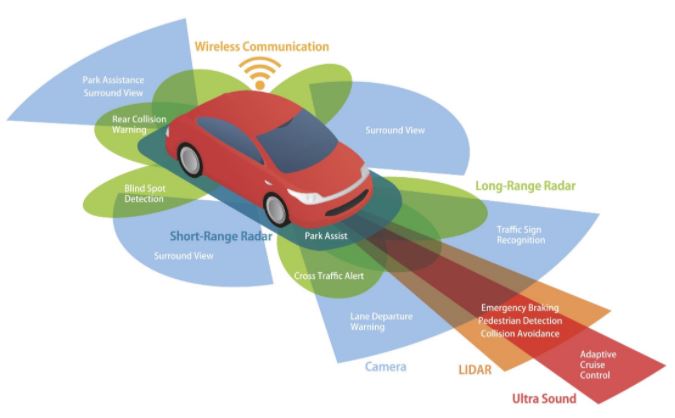 Wireless Communication
Park Assistance
Surround View
Rear Collision
Warning
Surround View
Blind Spot
Detection
Long-Range Radar
Short-Range Radar
Park Assist
Traffic Sign
Recognition
Surround View
Cross Traffic Alert
Emergency Braking
Pedestrian Detection
Collision Avoidance
Lane Departure
Warning
Adaptive
Cruise
Control
Camera
LIDAR
Ultra Sound